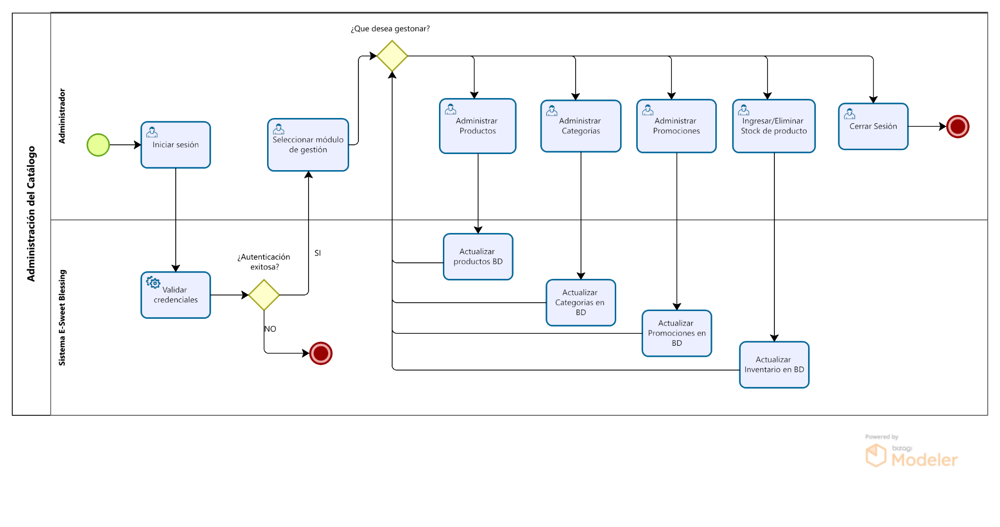 Administración del Catálogo
Administrador
¿Que desea gestonar?
Iniciar sesión
Seleccionar módulo
de gestión
Administrar
Productos
Administrar
Categorías
Administrar
Promociones
Ingresar/Eliminar
Stock de producto
Cerrar Sesión
Sistema E-Sweet Blessing
Validar
credenciales
¿Autenticación
exitosa?
SI
NO
Actualizar
productos BD
Actualizar
Categorías en
BD
Actualizar
Promociones en
BD
Actualizar
Inventario en BD
Powered by
bizagi
Modeler